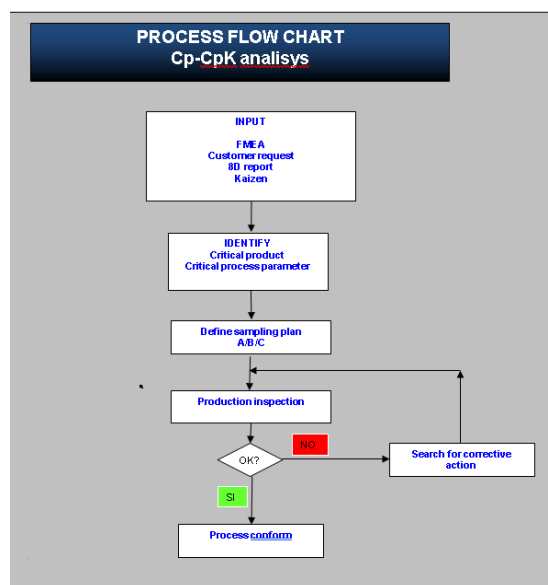 PROCESS FLOW CHART
Cp-CpK analisys
INPUT
FMEA
Customer request
8D report
Kaizen
IDENTIFY
Critical product
Critical process parameter
Define sampling plan
A/B/C
Production inspection
OK?
NO
Search for corrective
action
SI
Process conform